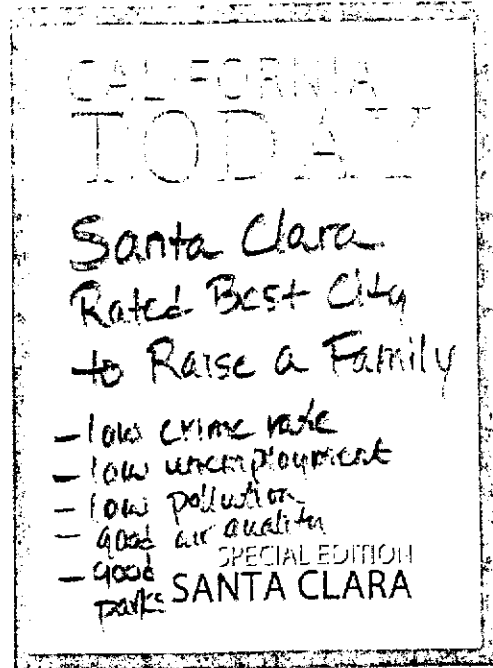 CALIFORNIA
TODAY
Santa Clara
Rated Best City
to Raise a Family
- low crime rate
- low unemployment
- low pollution
- good air quality
- good
parks
SPECIAL EDITION
SANTA CLARA